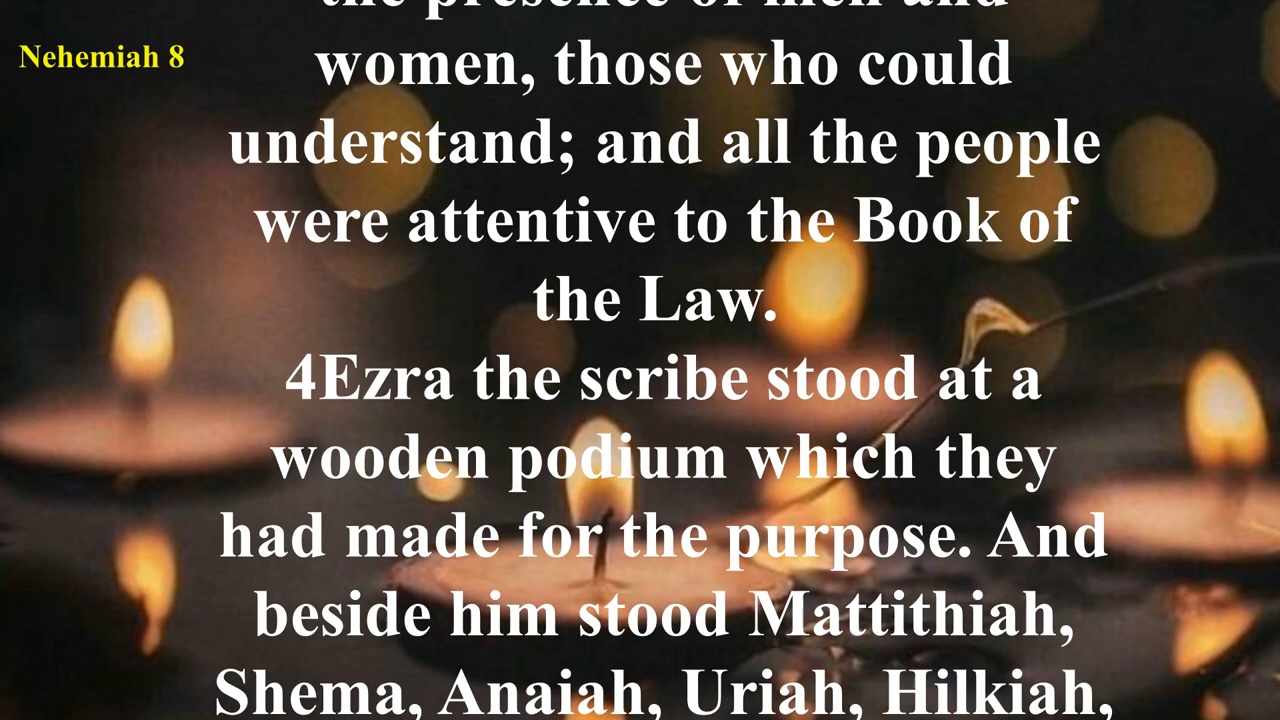 Nehemiah 8
the presence of men and
women, those who could
understand; and all the people
were attentive to the Book of
the Law.
4Ezra the scribe stood at a
wooden podium which they
had made for the purpose. And
beside him stood Mattithiah,
Shema, Anaiah, Uriah, Hilkiah,